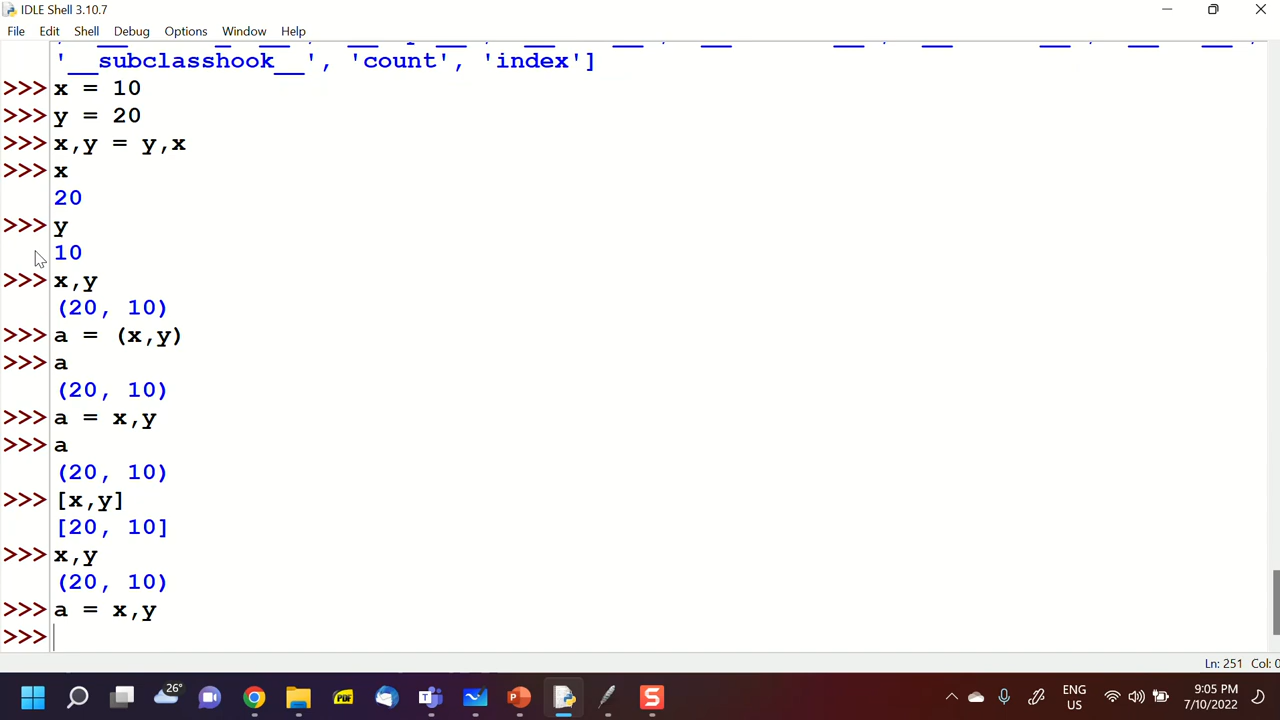 IDLE Shell 3.10.7
File Edit Shell Debug Options Window Help
'__subclasshook__', 'count', 'index']
>>> x = 10
>>> y = 20
>>> x,y = y,x
>>> x
20
>>> y
10
>>> x,y
(20, 10)
>>> a = (x,y)
>>> a
(20, 10)
>>> a = x,y
>>> a
(20, 10)
>>> [x,y]
[20, 10]
>>> x,y
(20, 10)
>>> a = x,y
>>>
Ln: 251 Col: 0
26°
PDF
ENG
US
9:05 PM
7/10/2022